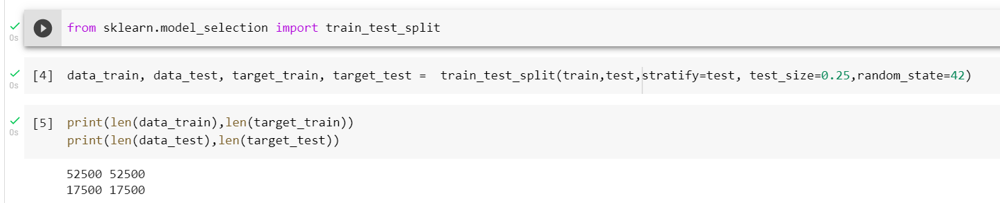 from sklearn.model_selection import train_test_split
0s
[4] data_train, data_test, target_train, target_test =  train_test_split(train,test,stratify=test, test_size=0.25,random_state=42)
0s
[5] print(len(data_train),len(target_train))
0s
print(len(data_test),len(target_test))
52500 52500
17500 17500